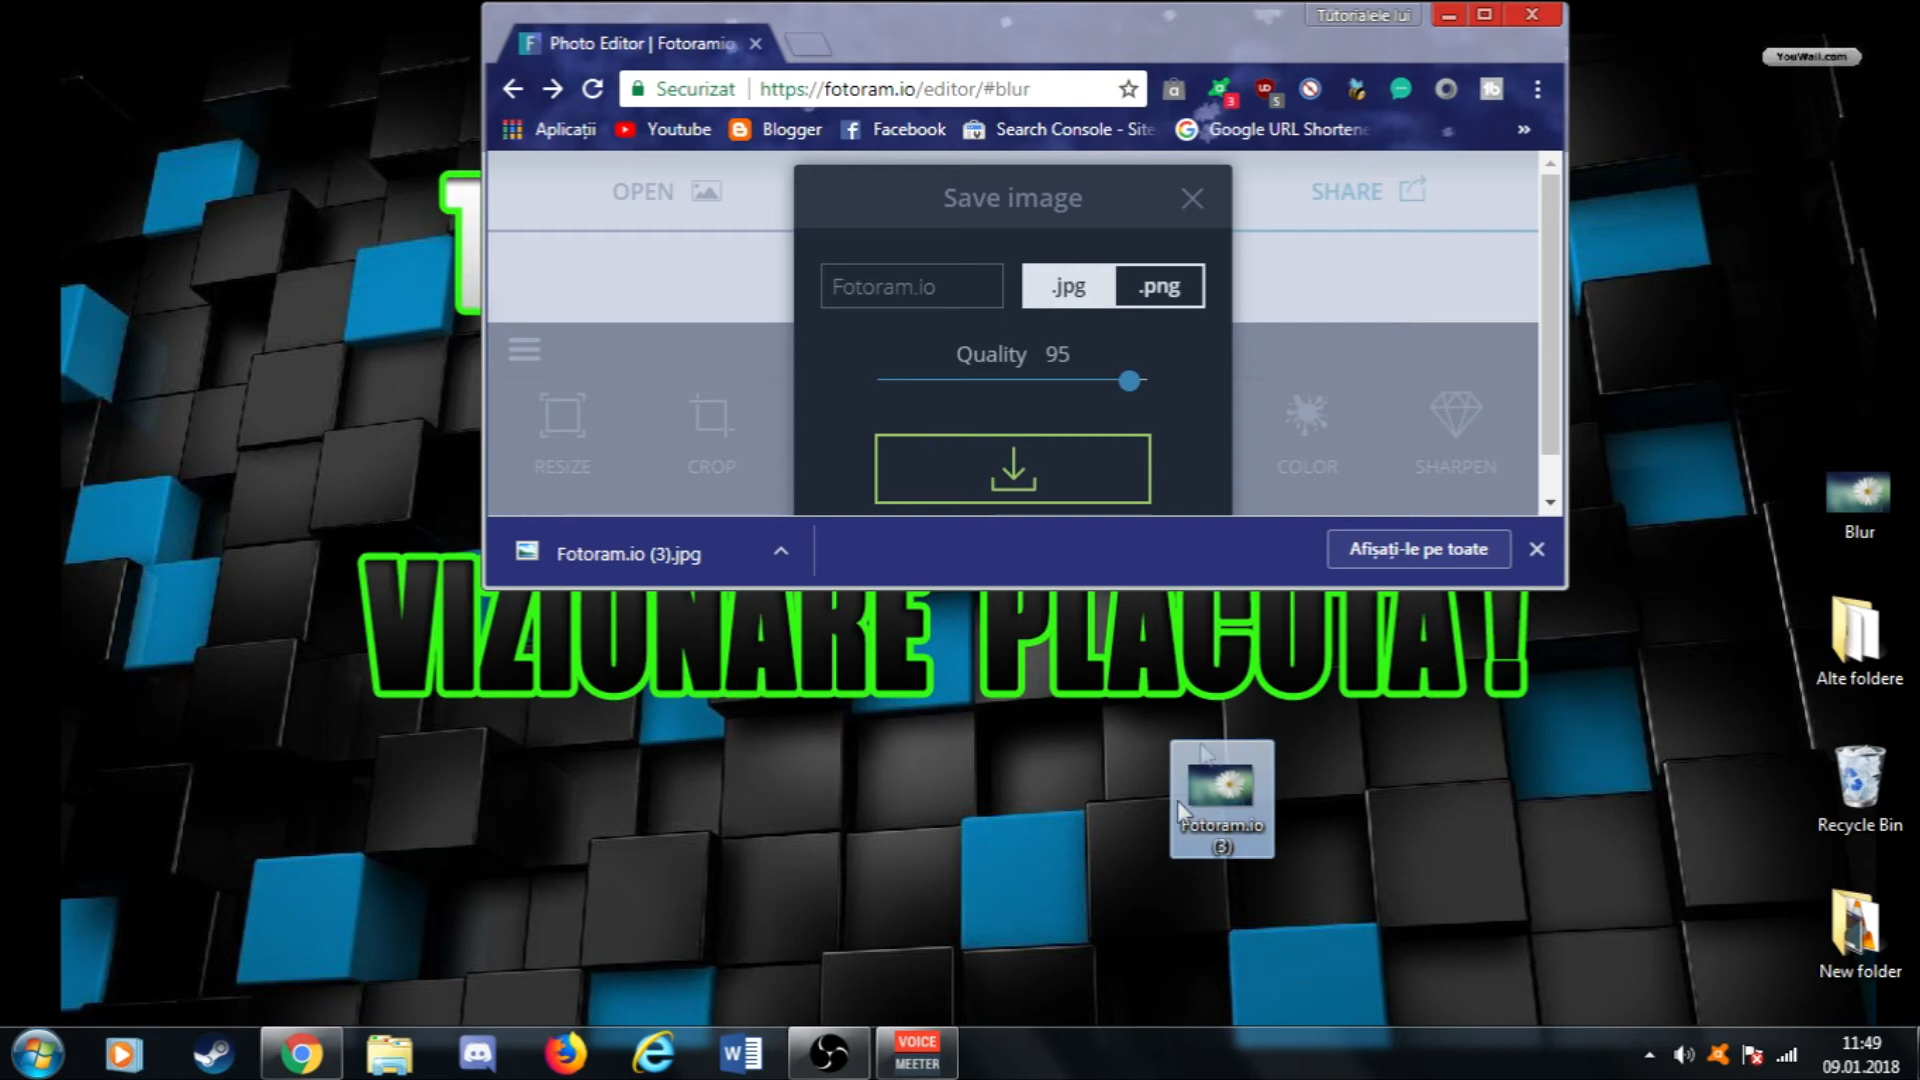 Tutorialele lui
Photo Editor | Fotoramio
YouWall.com
Securizat
https://fotoram.io/editor/#blur
Aplicații
Youtube
Blogger
Facebook
Search Console - Site
Google URL Shortene
»
OPEN
Save image
SHARE
Fotoram.io
.jpg
.png
Quality 95
RESIZE
CROP
COLOR
SHARPEN
Fotoram.io (3).jpg
Afișați-le pe toate
Blur
VIZIONARE PLACUTA!
Alte foldere
Fotoram.io
(3)
Recycle Bin
New folder
VOICE
MEETER
11:49
09.01.2018